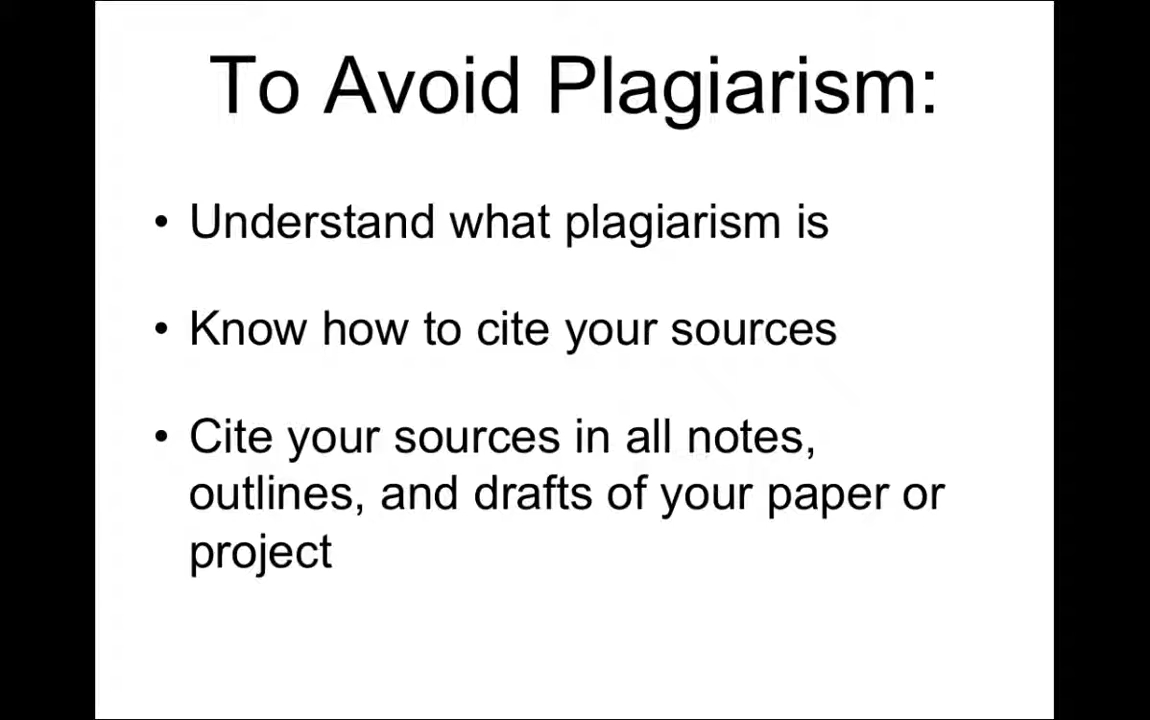 To Avoid Plagiarism:
• Understand what plagiarism is
• Know how to cite your sources
• Cite your sources in all notes,
outlines, and drafts of your paper or
project